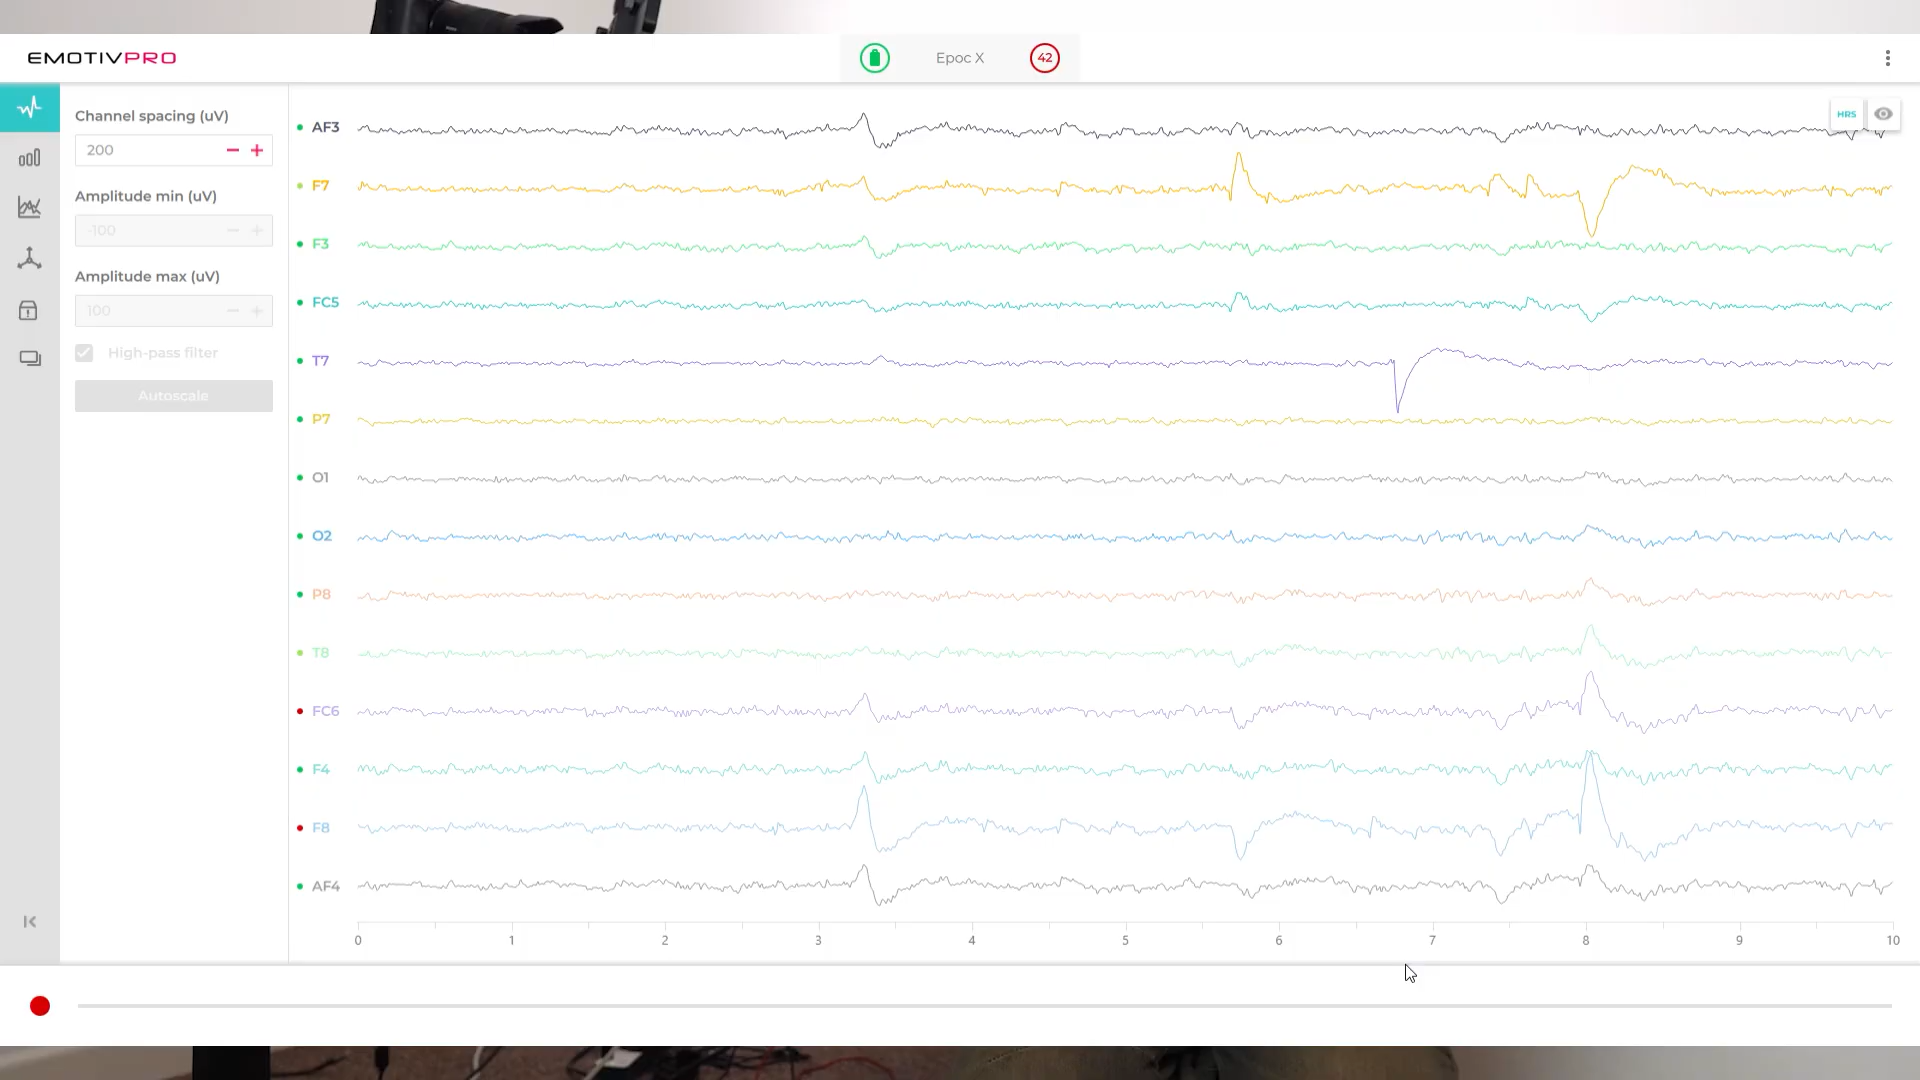 EMOTIVPRO
Epoc X
42
Channel spacing (uV)
200
Amplitude min (uV)
-100
Amplitude max (uV)
100
High-pass filter
Autoscale
HRS
AF3
F7
F3
FC5
T7
P7
O1
O2
P8
T8
FC6
F4
F8
AF4
0 1 2 3 4 5 6 7 8 9 10